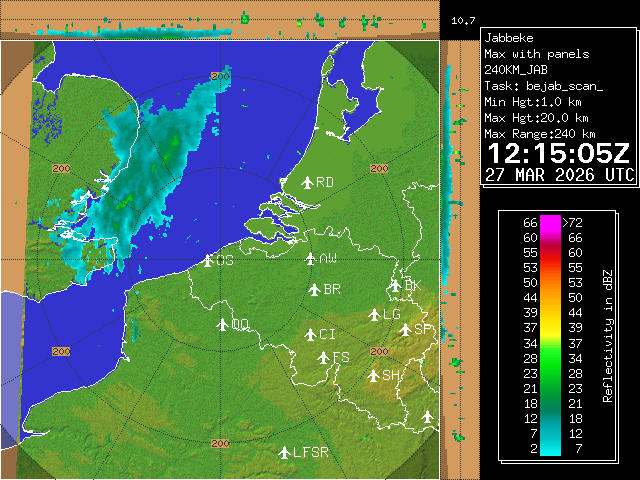 10.7
Jabbeke
Max with panels
240KM_JAB
Task: bejab_scan_
Min Hgt:1.0 km
Max Hgt:20.0 km
Max Range:240 km
12:15:05Z
27 MAR 2026 UTC
200
200
200
RD
OS
AW
BR
BK
QO
CI
LG
SP
FS
200
200
SH
200
LFSR
66 >72
60 66
55 60
53 55
50 53
44 50
39 44
37 39
34 37
28 34
23 28
21 23
18 21
12 18
7 12
2 7
Reflectivity in dBZ